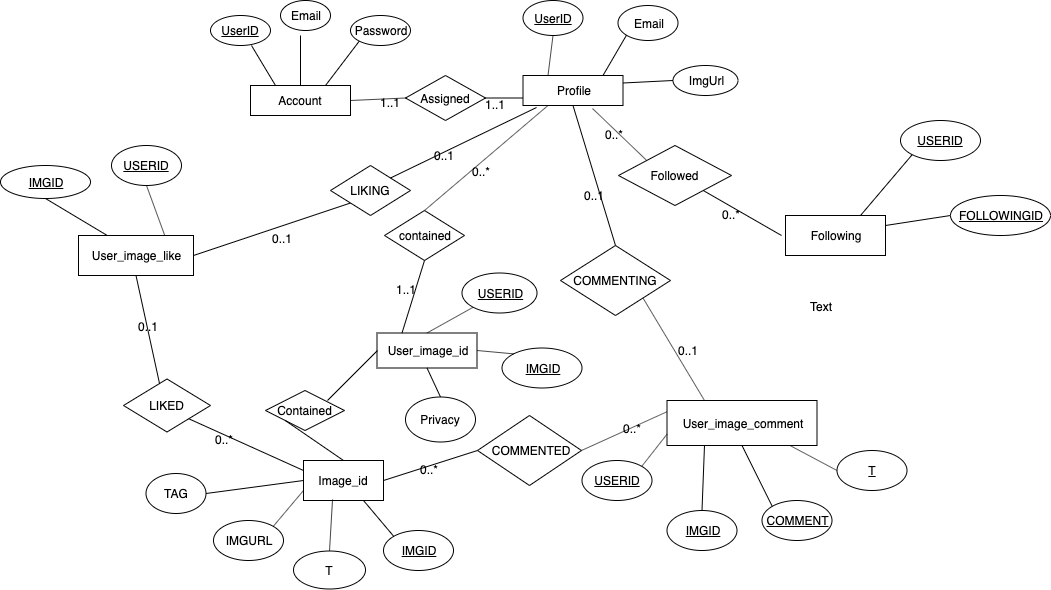 UserID
Email
Password
UserID
Email
ImgUrl
Account
1..1
Assigned
1..1
Profile
0..1
0..*
0..*
USERID
IMGID
USERID
LIKING
0..1
Followed
0..*
FOLLOWINGID
User_image_like
0..1
contained
Following
COMMENTING
1..1
USERID
Text
0..1
User_image_id
0..1
IMGID
LIKED
Contained
Privacy
0..*
COMMENTED
0..*
User_image_comment
0..*
Image_id
USERID
T
TAG
IMGURL
T
IMGID
IMGID
COMMENT